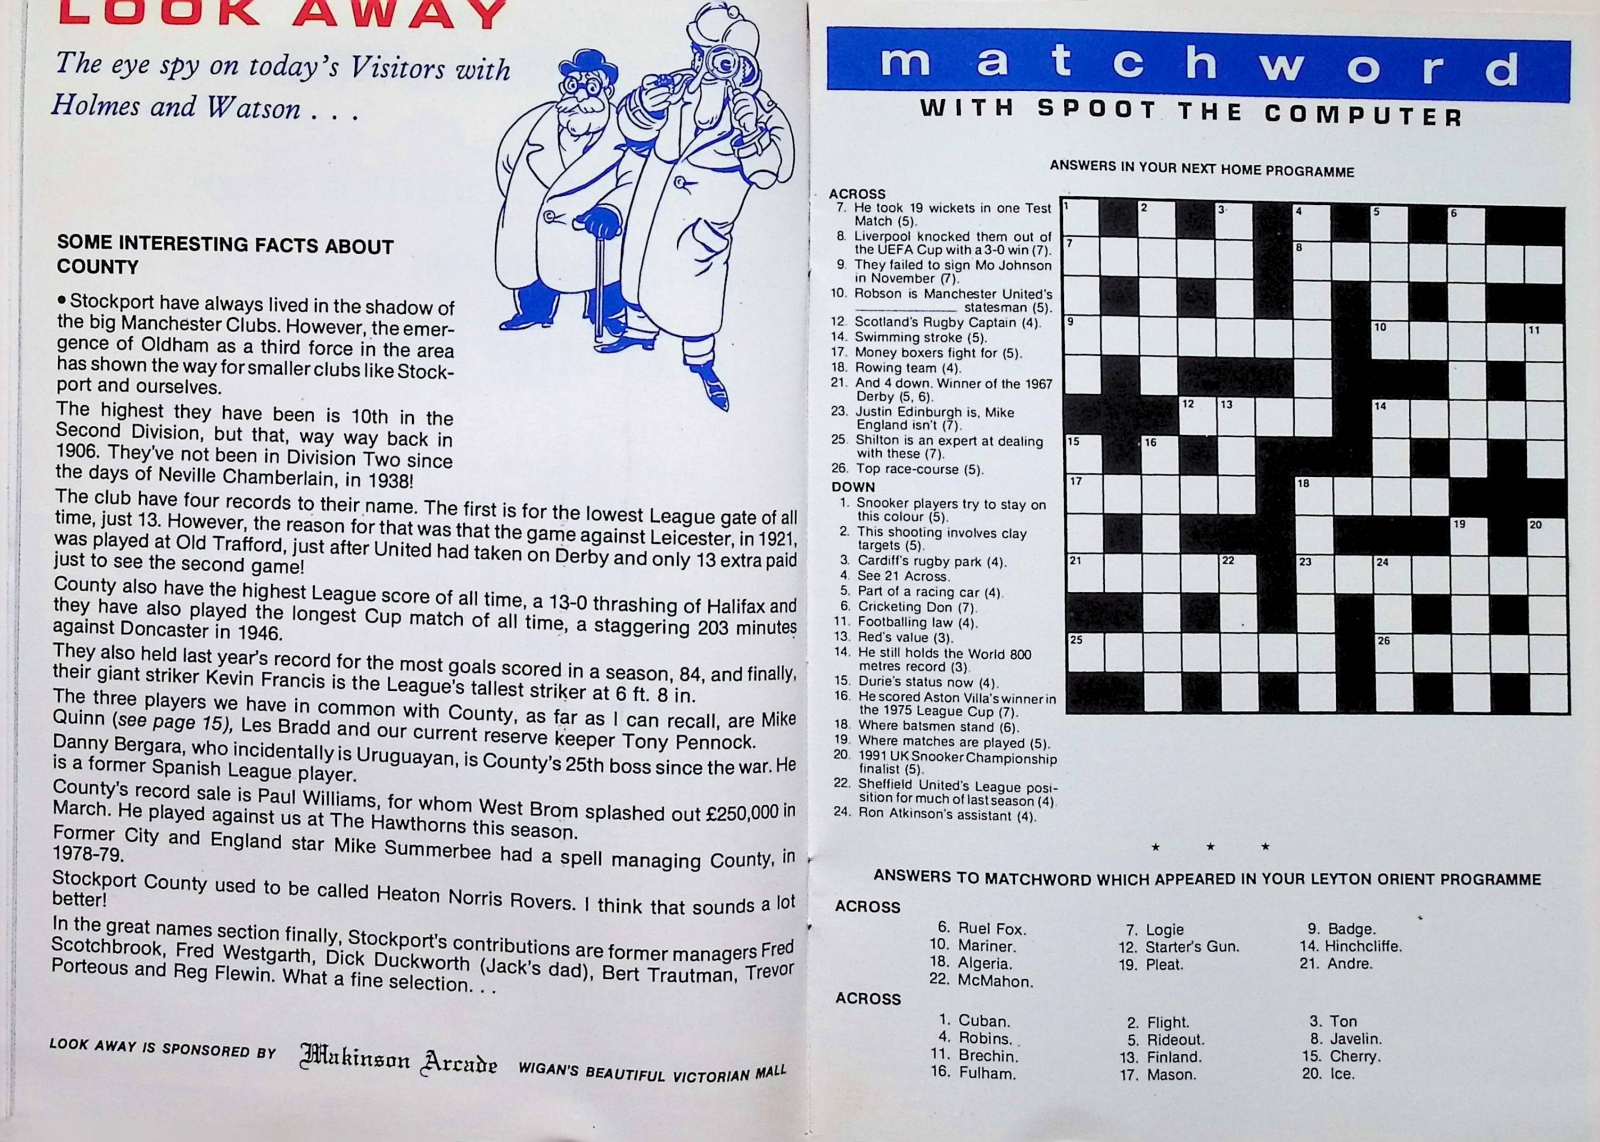 LOOK AWAY
The eye spy on today's Visitors with
Holmes and Watson . . .
SOME INTERESTING FACTS ABOUT
COUNTY
• Stockport have always lived in the shadow of
the big Manchester Clubs. However, the emer-
gence of Oldham as a third force in the area
has shown the way for smaller clubs like Stock-
port and ourselves.
The highest they have been is 10th in the
Second Division, but that, way way back in
1906. They've not been in Division Two since
the days of Neville Chamberlain, in 1938!
The club have four records to their name. The first is for the lowest League gate of all
time, just 13. However, the reason for that was that the game against Leicester, in 1921,
was played at Old Trafford, just after United had taken on Derby and only 13 extra paid
just to see the second game!
County also have the highest League score of all time, a 13-0 thrashing of Halifax and
they have also played the longest Cup match of all time, a staggering 203 minutes
against Doncaster in 1946.
They also held last year's record for the most goals scored in a season, 84, and finally,
their giant striker Kevin Francis is the League's tallest striker at 6 ft. 8 in.
The three players we have in common with County, as far as I can recall, are Mike
Quinn (see page 15), Les Bradd and our current reserve keeper Tony Pennock.
Danny Bergara, who incidentally is Uruguayan, is County's 25th boss since the war. He
is a former Spanish League player.
County's record sale is Paul Williams, for whom West Brom splashed out £250,000 in
March. He played against us at The Hawthorns this season.
Former City and England star Mike Summerbee had a spell managing County, in
1978-79.
Stockport County used to be called Heaton Norris Rovers. I think that sounds a lot
better!
In the great names section finally, Stockport's contributions are former managers Fred
Scotchbrook, Fred Westgarth, Dick Duckworth (Jack's dad), Bert Trautman, Trevor
Porteous and Reg Flewin. What a fine selection. . .
LOOK AWAY IS SPONSORED BY Makinson Arcade WIGAN'S BEAUTIFUL VICTORIAN MALL
matchword
WITH SPOOT THE COMPUTER
ANSWERS IN YOUR NEXT HOME PROGRAMME
ACROSS
7. He took 19 wickets in one Test
Match (5).
8. Liverpool knocked them out of
the UEFA Cup with a 3-0 win (7).
9. They failed to sign Mo Johnson
in November (7).
10. Robson is Manchester United's
____________ statesman (5).
12. Scotland's Rugby Captain (4).
14. Swimming stroke (5).
17. Money boxers fight for (5).
18. Rowing team (4).
21. And 4 down. Winner of the 1967
Derby (5, 6).
23. Justin Edinburgh is, Mike
England isn't (7).
25. Shilton is an expert at dealing
with these (7).
26. Top race-course (5).
DOWN
1. Snooker players try to stay on
this colour (5).
2. This shooting involves clay
targets (5).
3. Cardiff's rugby park (4).
4. See 21 Across.
5. Part of a racing car (4).
6. Cricketing Don (7).
11. Footballing law (4).
13. Red's value (3).
14. He still holds the World 800
metres record (3).
15. Durie's status now (4).
16. He scored Aston Villa's winner in
the 1975 League Cup (7).
18. Where batsmen stand (6).
19. Where matches are played (5).
20. 1991 UK Snooker Championship
finalist (5).
22. Sheffield United's League posi-
sition for much of last season (4)
24. Ron Atkinson's assistant (4).
1 2 3 4 5 6
7 8
9 10 11
12 13 14
15 16
17 18
19 20
21 22 23 24
25 26
★ ★ ★
ANSWERS TO MATCHWORD WHICH APPEARED IN YOUR LEYTON ORIENT PROGRAMME
ACROSS
6. Ruel Fox. 7. Logie 9. Badge.
10. Mariner. 12. Starter's Gun. 14. Hinchcliffe.
18. Algeria. 19. Pleat. 21. Andre.
22. McMahon.
ACROSS
1. Cuban. 2. Flight. 3. Ton
4. Robins. 5. Rideout. 8. Javelin.
11. Brechin. 13. Finland. 15. Cherry.
16. Fulham. 17. Mason. 20. Ice.